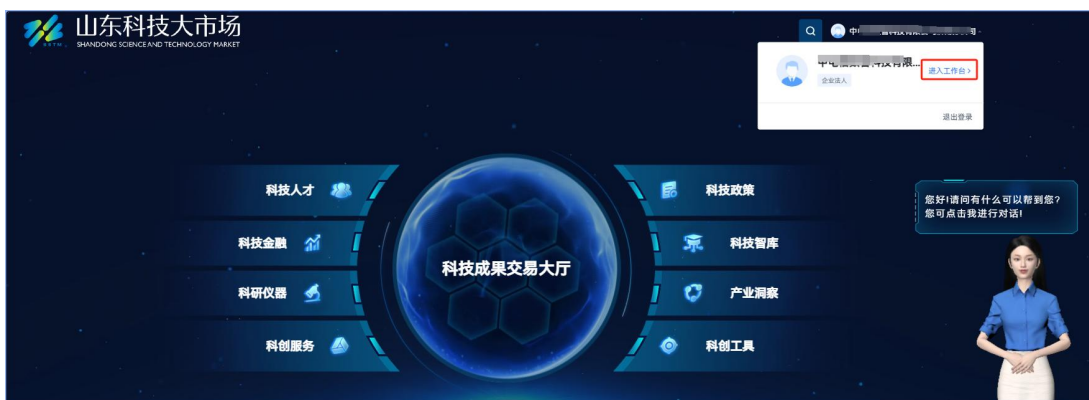 山东科技大市场
SHANDONG SCIENCE AND TECHNOLOGY MARKET
进入工作台>
企业法人
退出登录
科技人才
科技政策
科技金融
科技智库
科技成果交易大厅
科研仪器
产业洞察
科创服务
科创工具
您好!请问有什么可以帮到您?
您可点击我进行对话!